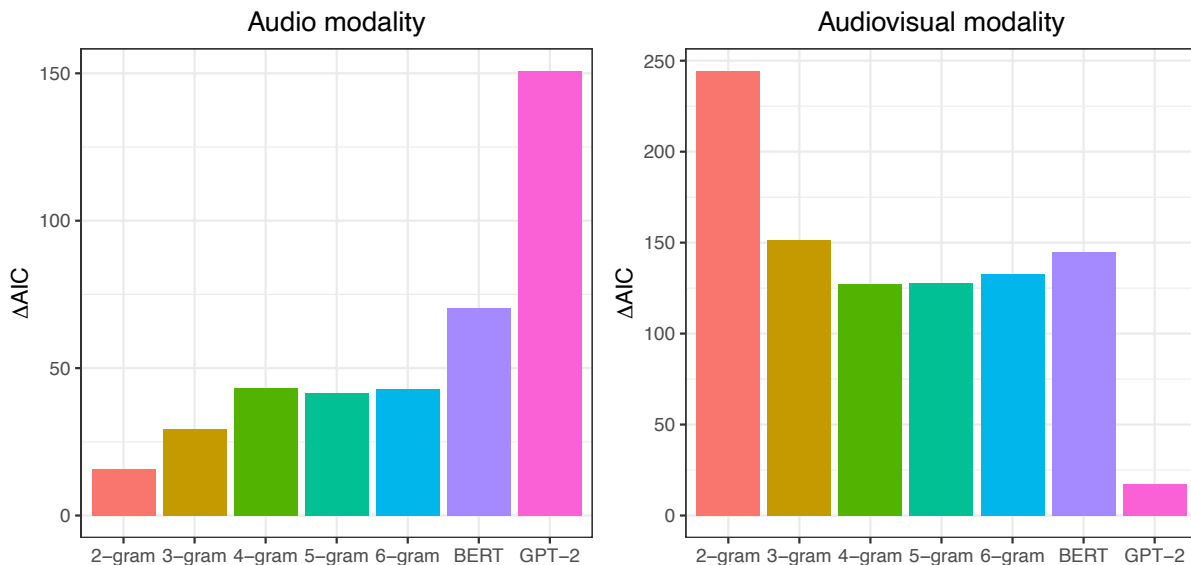 Audio modality
ΔAIC
150
100
50
0
2−gram 3−gram 4−gram 5−gram 6−gram BERT GPT−2
Audiovisual modality
ΔAIC
250
200
150
100
50
0
2−gram 3−gram 4−gram 5−gram 6−gram BERT GPT−2